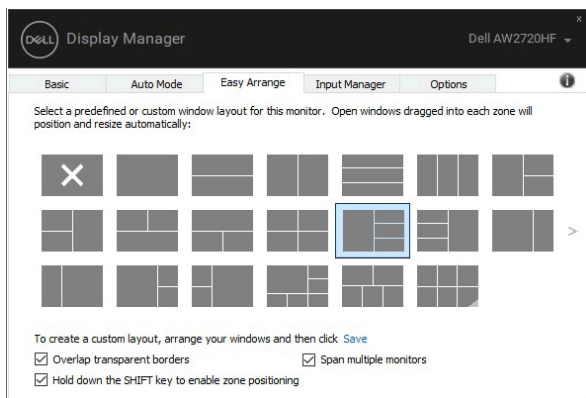 x
DELL Display Manager
Dell AW2720HF
Basic
Auto Mode
Easy Arrange
Input Manager
Options
i
Select a predefined or custom window layout for this monitor. Open windows dragged into each zone will
position and resize automatically:
>
To create a custom layout, arrange your windows and then click Save
Overlap transparent borders
Span multiple monitors
Hold down the SHIFT key to enable zone positioning